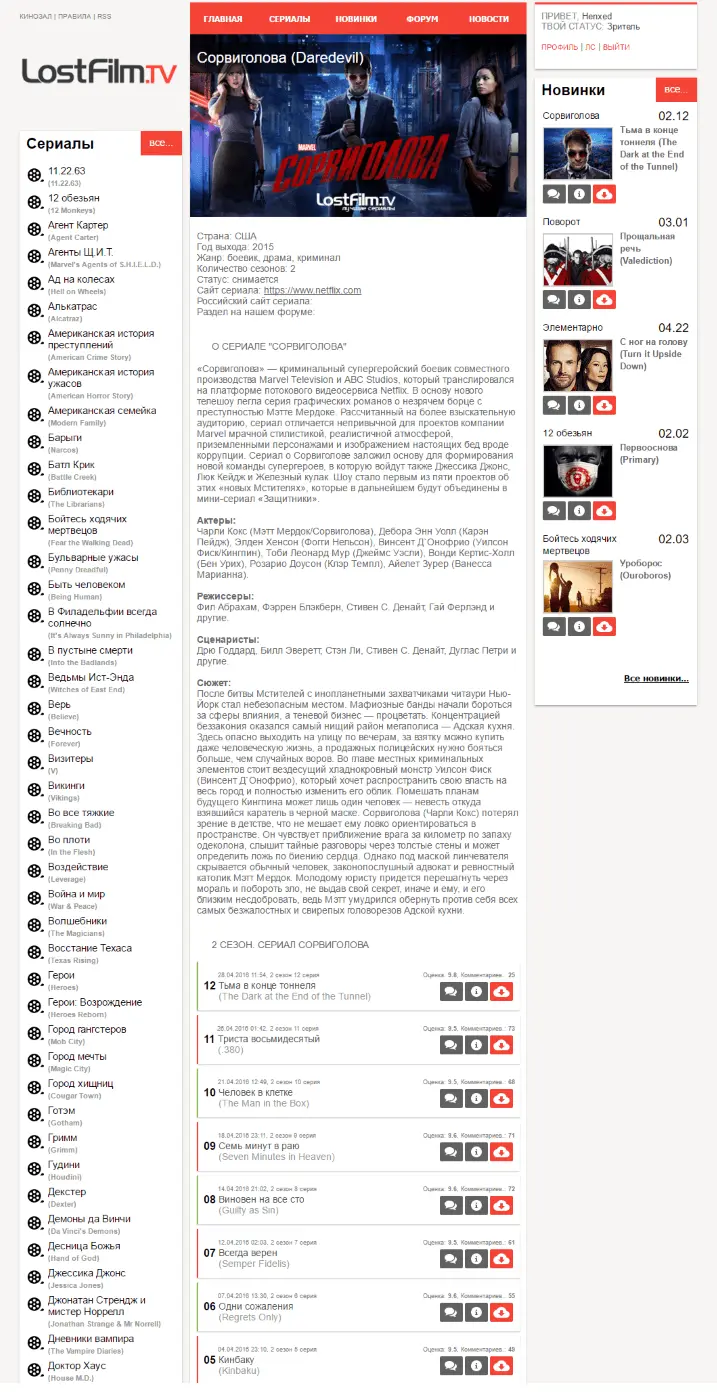 КИНОЗАЛ | ПРАВИЛА | RSS
LostFilm.TV
Сериалы
все...
11.22.63
(11.22.63)
12 обезьян
(12 Monkeys)
Агент Картер
(Agent Carter)
Агенты Щ.И.Т.
(Marvel's Agents of S.H.I.E.L.D.)
Ад на колесах
(Hell on Wheels)
Алькатрас
(Alcatraz)
Американская история
преступлений
(American Crime Story)
Американская история
ужасов
(American Horror Story)
Американская семейка
(Modern Family)
Барыги
(Narcos)
Батл Крик
(Battle Creek)
Библиотекари
(The Librarians)
Бойтесь ходячих
мертвецов
(Fear the Walking Dead)
Бульварные ужасы
(Penny Dreadful)
Быть человеком
(Being Human)
В Филадельфии всегда
солнечно
(It's Always Sunny in Philadelphia)
В пустыне смерти
(Into the Badlands)
Ведьмы Ист-Энда
(Witches of East End)
Верь
(Believe)
Вечность
(Forever)
Визитеры
(V)
Викинги
(Vikings)
Во все тяжкие
(Breaking Bad)
Во плоти
(In the Flesh)
Воздействие
(Leverage)
Война и мир
(War & Peace)
Волшебники
(The Magicians)
Восстание Техаса
(Texas Rising)
Герои
(Heroes)
Герои: Возрождение
(Heroes Reborn)
Город гангстеров
(Mob City)
Город мечты
(Magic City)
Город хищниц
(Cougar Town)
Готэм
(Gotham)
Гримм
(Grimm)
Гудини
(Houdini)
Декстер
(Dexter)
Демоны да Винчи
(Da Vinci's Demons)
Десница Божья
(Hand of God)
Джессика Джонс
(Jessica Jones)
Джонатан Стрендж и
мистер Норрелл
(Jonathan Strange & Mr Norrell)
Дневники вампира
(The Vampire Diaries)
Доктор Хаус
(House M.D.)
ГЛАВНАЯ СЕРИАЛЫ НОВИНКИ ФОРУМ НОВОСТИ
Сорвиголова (Daredevil)
MARVEL
СОРВИГОЛОВА
LostFilm.TV
лучшие сериалы
Страна: США
Год выхода: 2015
Жанр: боевик, драма, криминал
Количество сезонов: 2
Статус: снимается
Сайт сериала: https://www.netflix.com
Российский сайт сериала:
Раздел на нашем форуме:
О СЕРИАЛЕ "СОРВИГОЛОВА"
«Сорвиголова» — криминальный супергеройский боевик совместного
производства Marvel Television и ABC Studios, который транслировался
на платформе потокового видеосервиса Netflix. В основу нового
телешоу легла серия графических романов о незрячем борце с
преступностью Мэтте Мердоке. Рассчитанный на более взыскательную
аудиторию, сериал отличается непривычной для проектов компании
Marvel мрачной стилистикой, реалистичной атмосферой,
приземленными персонажами и изображением настоящих бед вроде
коррупции. Сериал о Сорвиголове заложил основу для формирования
новой команды супергероев, в которую войдут также Джессика Джонс,
Люк Кейдж и Железный кулак. Шоу стало первым из пяти проектов об
этих «новых Мстителях», которые в дальнейшем будут объединены в
мини-сериал «Защитники».
Актеры:
Чарли Кокс (Мэтт Мердок/Сорвиголова), Дебора Энн Уолл (Карэн
Пейдж), Элден Хенсон (Фогги Нельсон), Винсент Д`Онофрио (Уилсон
Фиск/Кингпин), Тоби Леонард Мур (Джеймс Уэсли), Вонди Кертис-Холл
(Бен Урих), Розарио Доусон (Клэр Темпл), Айелет Зурер (Ванесса
Марианна).
Режиссеры:
Фил Абрахам, Фэррен Блэкберн, Стивен С. Денайт, Гай Ферлэнд и
другие.
Сценаристы:
Дрю Годдард, Билл Эверетт, Стэн Ли, Стивен С. Денайт, Дуглас Петри и
другие.
Сюжет:
После битвы Мстителей с инопланетными захватчиками читаури Нью-
Йорк стал небезопасным местом. Мафиозные банды начали бороться
за сферы влияния, а теневой бизнес — процветать. Концентрацией
беззакония оказался самый нищий район мегаполиса — Адская кухня.
Здесь опасно выходить на улицу по вечерам, за взятку можно купить
даже человеческую жизнь, а продажных полицейских нужно бояться
больше, чем случайных воров. Во главе местных криминальных
элементов стоит вездесущий хладнокровный монстр Уилсон Фиск
(Винсент Д`Онофрио), который хочет распространить свою власть на
весь город и полностью изменить его облик. Помешать планам
будущего Кингпина может лишь один человек — невесть откуда
взявшийся каратель в черной маске. Сорвиголова (Чарли Кокс) потерял
зрение в детстве, что не мешает ему ловко ориентироваться в
пространстве. Он чувствует приближение врага за километр по запаху
одеколона, слышит тайные разговоры через толстые стены и может
определить ложь по биению сердца. Однако под маской линчевателя
скрывается обычный человек, законопослушный адвокат и ревностный
католик Мэтт Мердок. Молодому юристу придется перешагнуть через
мораль и побороть зло, не выдав свой секрет, иначе и ему, и его
близким несдобровать, ведь Мэтт умудрился обернуть против себя всех
самых безжалостных и свирепых головорезов Адской кухни.
2 СЕЗОН. СЕРИАЛ СОРВИГОЛОВА
28.04.2016 11:54, 2 сезон 12 серия Оценка: 9.8, Комментариев.: 25
12 Тьма в конце тоннеля
(The Dark at the End of the Tunnel)
26.04.2016 01:42, 2 сезон 11 серия Оценка: 9.5, Комментариев.: 73
11 Триста восьмидесятый
(.380)
21.04.2016 12:49, 2 сезон 10 серия Оценка: 9.5, Комментариев.: 68
10 Человек в клетке
(The Man in the Box)
18.04.2016 23:11, 2 сезон 9 серия Оценка: 9.6, Комментариев.: 71
09 Семь минут в раю
(Seven Minutes in Heaven)
14.04.2016 21:02, 2 сезон 8 серия Оценка: 9.6, Комментариев.: 72
08 Виновен на все сто
(Guilty as Sin)
12.04.2016 02:03, 2 сезон 7 серия Оценка: 9.5, Комментариев.: 61
07 Всегда верен
(Semper Fidelis)
07.04.2016 13:30, 2 сезон 6 серия Оценка: 9.6, Комментариев.: 55
06 Одни сожаления
(Regrets Only)
04.04.2016 23:10, 2 сезон 5 серия Оценка: 9.5, Комментариев.: 49
05 Кинбаку
(Kinbaku)
ПРИВЕТ, Henxed
ТВОЙ СТАТУС: Зритель
ПРОФИЛЬ | ЛС | ВЫЙТИ
Новинки
все...
Сорвиголова 02.12
Тьма в конце
тоннеля (The
Dark at the End
of the Tunnel)
Поворот 03.01
Прощальная
речь
(Valediction)
Элементарно 04.22
С ног на голову
(Turn it Upside
Down)
12 обезьян 02.02
Первооснова
(Primary)
Бойтесь ходячих 02.03
мертвецов
Уроборос
(Ouroboros)
Все новинки...